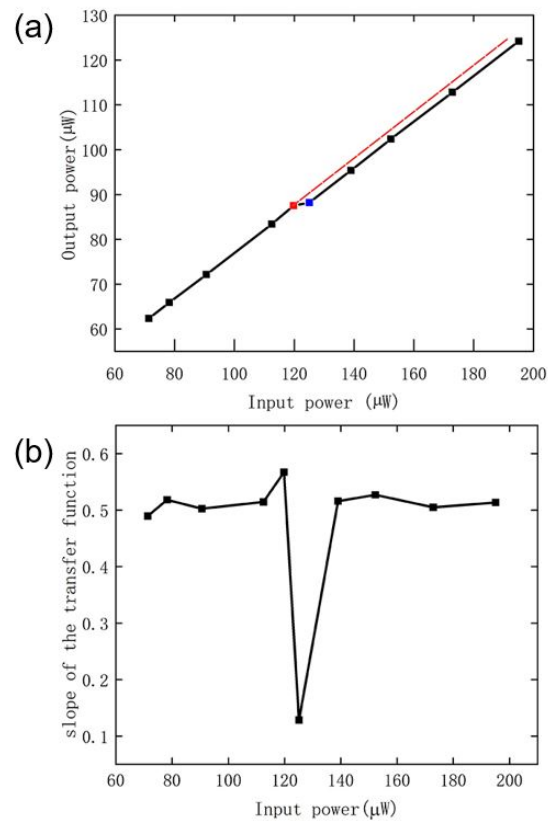 (a)
Output power(μW)
130
120
110
100
90
80
70
60
60 80 100 120 140 160 180 200
Input power (μW)
(b)
slope of the transfer function
0.6
0.5
0.4
0.3
0.2
0.1
60 80 100 120 140 160 180 200
Input power(μW)